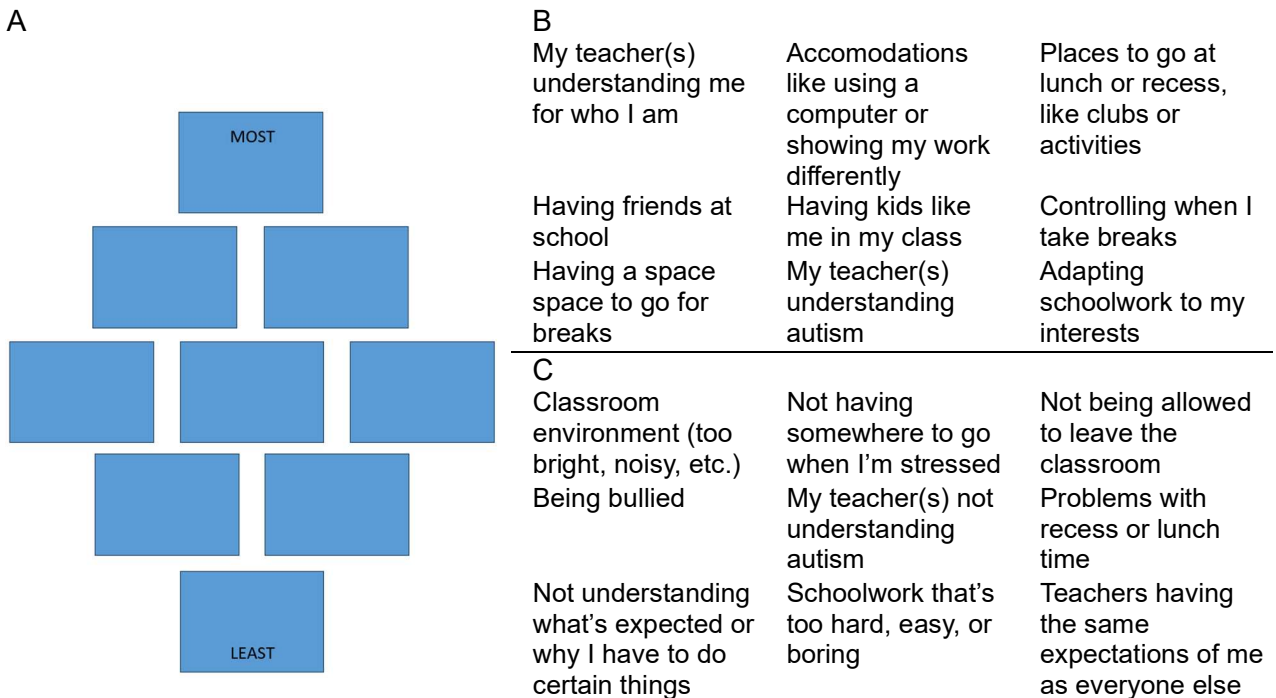 A
MOST
LEAST
B
My teacher(s)
understanding me
for who I am
Accomodations
like using a
computer or
showing my work
differently
Places to go at
lunch or recess,
like clubs or
activities
Having friends at
school
Having kids like
me in my class
Controlling when I
take breaks
Having a space
space to go for
breaks
My teacher(s)
understanding
autism
Adapting
schoolwork to my
interests
C
Classroom
environment (too
bright, noisy, etc.)
Not having
somewhere to go
when I'm stressed
Not being allowed
to leave the
classroom
Being bullied
My teacher(s) not
understanding
autism
Problems with
recess or lunch
time
Not understanding
what's expected or
why I have to do
certain things
Schoolwork that's
too hard, easy, or
boring
Teachers having
the same
expectations of me
as everyone else